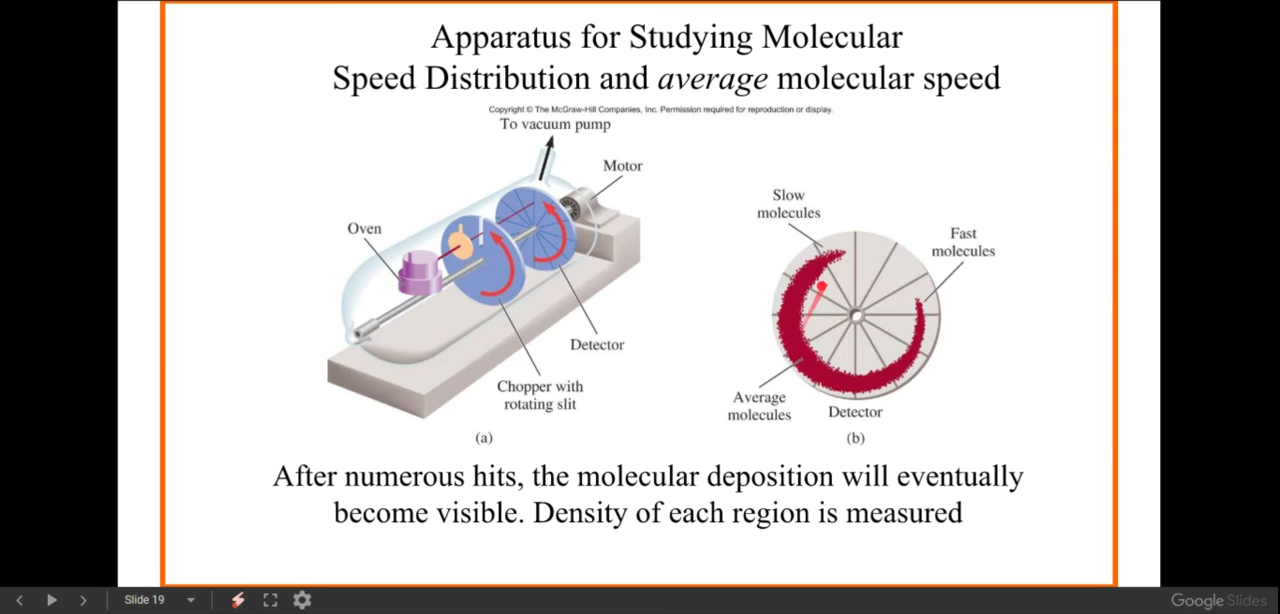 Apparatus for Studying Molecular
Speed Distribution and average molecular speed
Copyright © The McGraw-Hill Companies, Inc. Permission required for reproduction or display.
To vacuum pump
Motor
Oven
Detector
Chopper with
rotating slit
(a)
Slow
molecules
Fast
molecules
Average
molecules
Detector
(b)
After numerous hits, the molecular deposition will eventually
become visible. Density of each region is measured
Slide 19
Google Slides